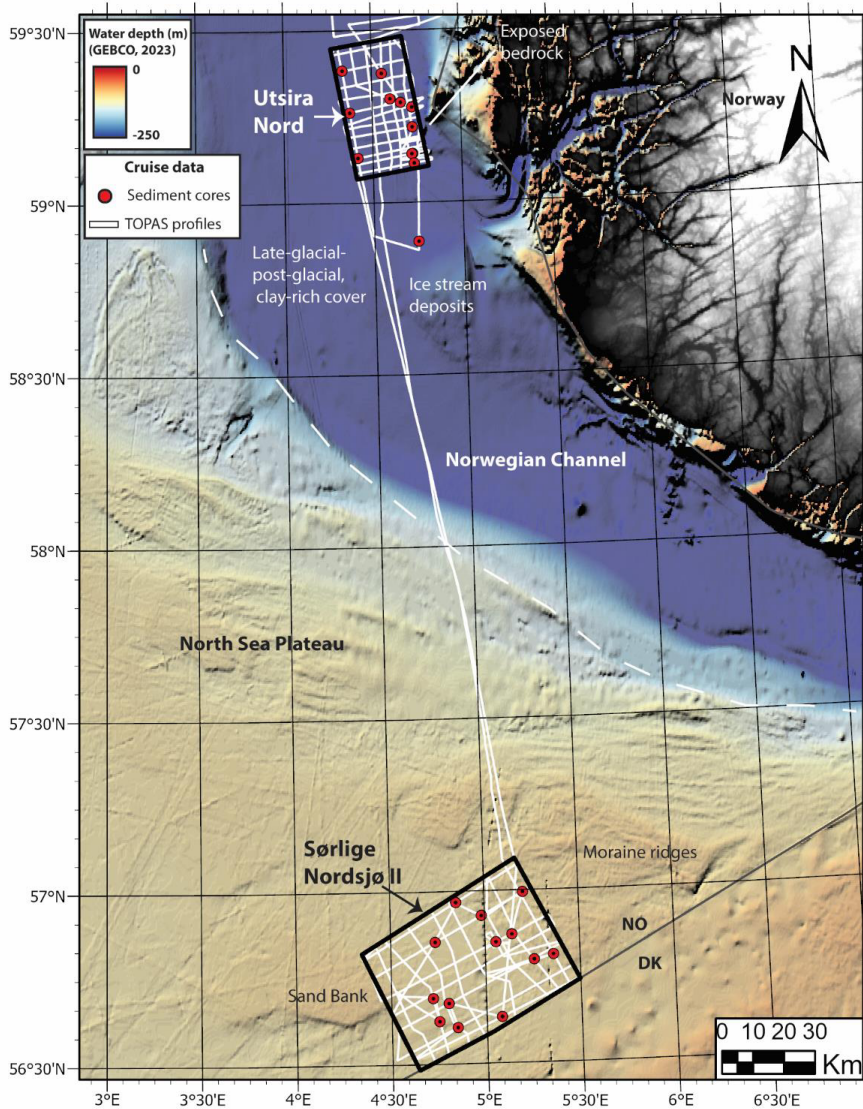 Water depth (m)
(GEBCO, 2023)
0
-250
Cruise data
Sediment cores
TOPAS profiles
59°30'N
59°N
58°30'N
58°N
57°30'N
57°N
56°30'N
Exposed
bedrock
Utsira
Nord
Norway
N
Late-glacial-
post-glacial,
clay-rich cover
Ice stream
deposits
Norwegian Channel
North Sea Plateau
Sørlige
Nordsjø II
Moraine ridges
NO
DK
Sand Bank
0 10 20 30
Km
3°E
3°30'E
4°E
4°30'E
5°E
5°30'E
6°E
6°30'E